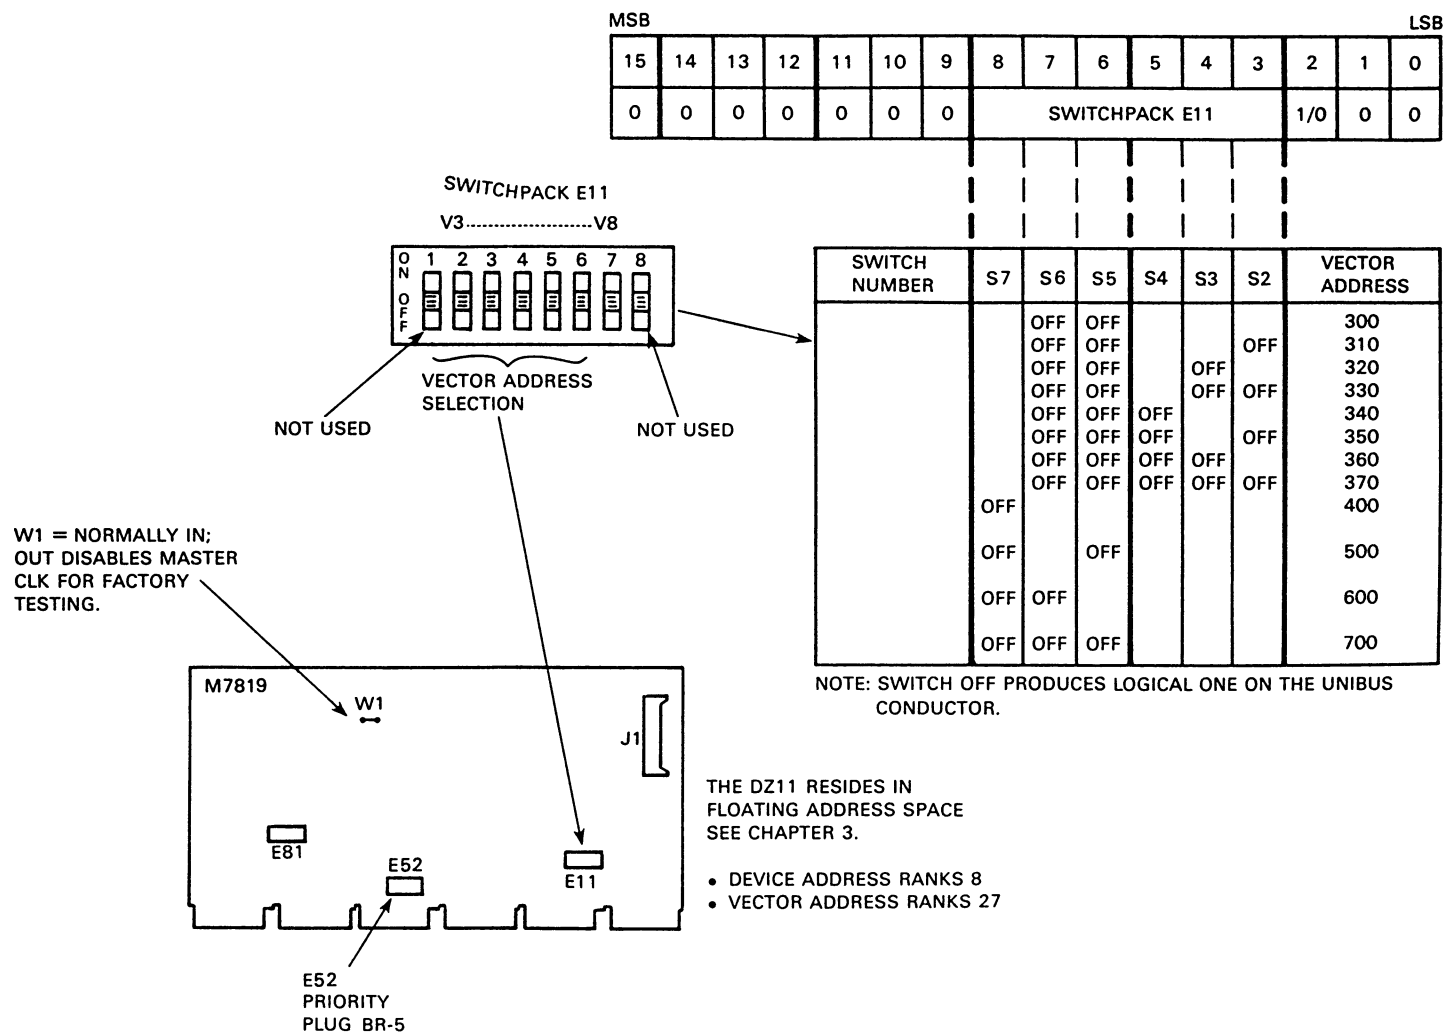 MSB LSB
15 14 13 12 11 10 9 8 7 6 5 4 3 2 1 0
0 0 0 0 0 0 0 SWITCHPACK E11 1/0 0 0
SWITCHPACK E11
V3.....................V8
ON OFF
1 2 3 4 5 6 7 8
NOT USED
VECTOR ADDRESS
SELECTION
NOT USED
SWITCH
NUMBER
S7 S6 S5 S4 S3 S2
VECTOR
ADDRESS
OFF OFF 300
OFF OFF OFF 310
OFF OFF OFF 320
OFF OFF OFF OFF 330
OFF OFF OFF 340
OFF OFF OFF OFF 350
OFF OFF OFF OFF 360
OFF OFF OFF OFF OFF 370
OFF 400
OFF OFF 500
OFF OFF 600
OFF OFF OFF 700
NOTE: SWITCH OFF PRODUCES LOGICAL ONE ON THE UNIBUS
CONDUCTOR.
W1 = NORMALLY IN;
OUT DISABLES MASTER
CLK FOR FACTORY
TESTING.
M7819
W1
J1
E81
E52
E11
E52
PRIORITY
PLUG BR-5
THE DZ11 RESIDES IN
FLOATING ADDRESS SPACE
SEE CHAPTER 3.
• DEVICE ADDRESS RANKS 8
• VECTOR ADDRESS RANKS 27